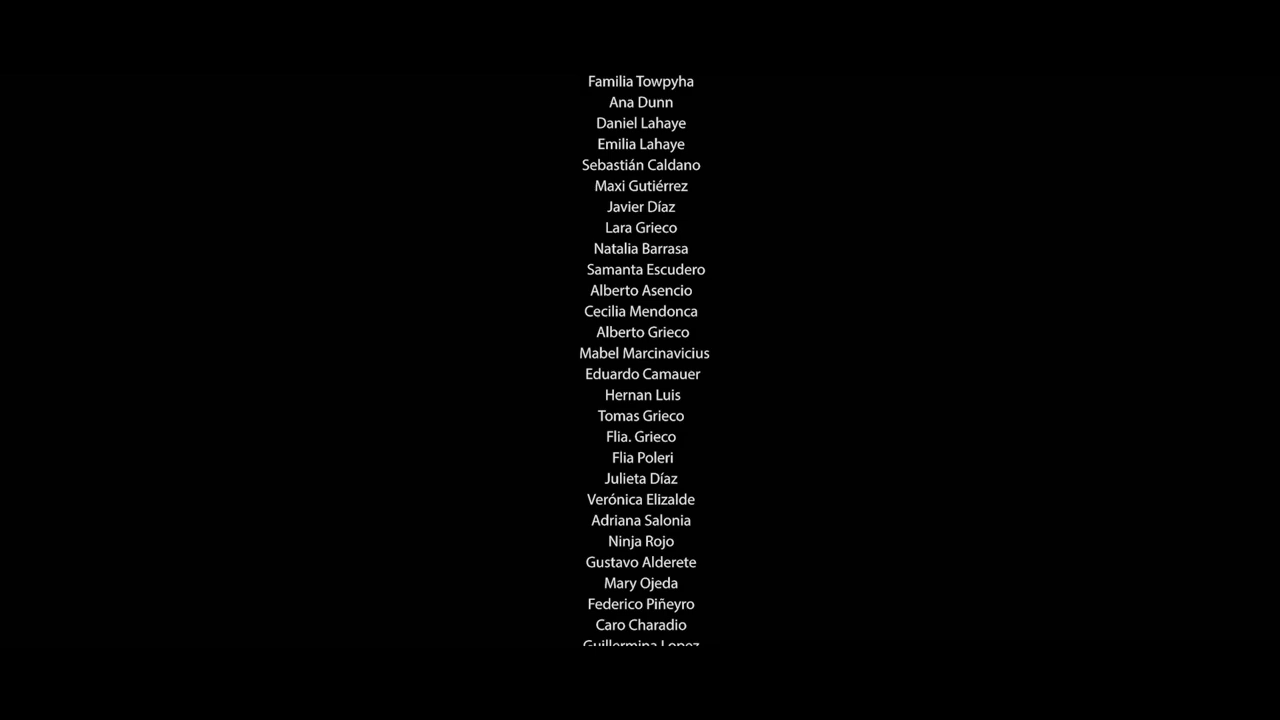 Familia Towpyha
Ana Dunn
Daniel Lahaye
Emilia Lahaye
Sebastián Caldano
Maxi Gutiérrez
Javier Díaz
Lara Grieco
Natalia Barrasa
Samanta Escudero
Alberto Asencio
Cecilia Mendonca
Alberto Grieco
Mabel Marcinavicius
Eduardo Camauer
Hernan Luis
Tomas Grieco
Flia. Grieco
Flia Poleri
Julieta Díaz
Verónica Elizalde
Adriana Salonia
Ninja Rojo
Gustavo Alderete
Mary Ojeda
Federico Piñeyro
Caro Charadio
Guillermina Lopez